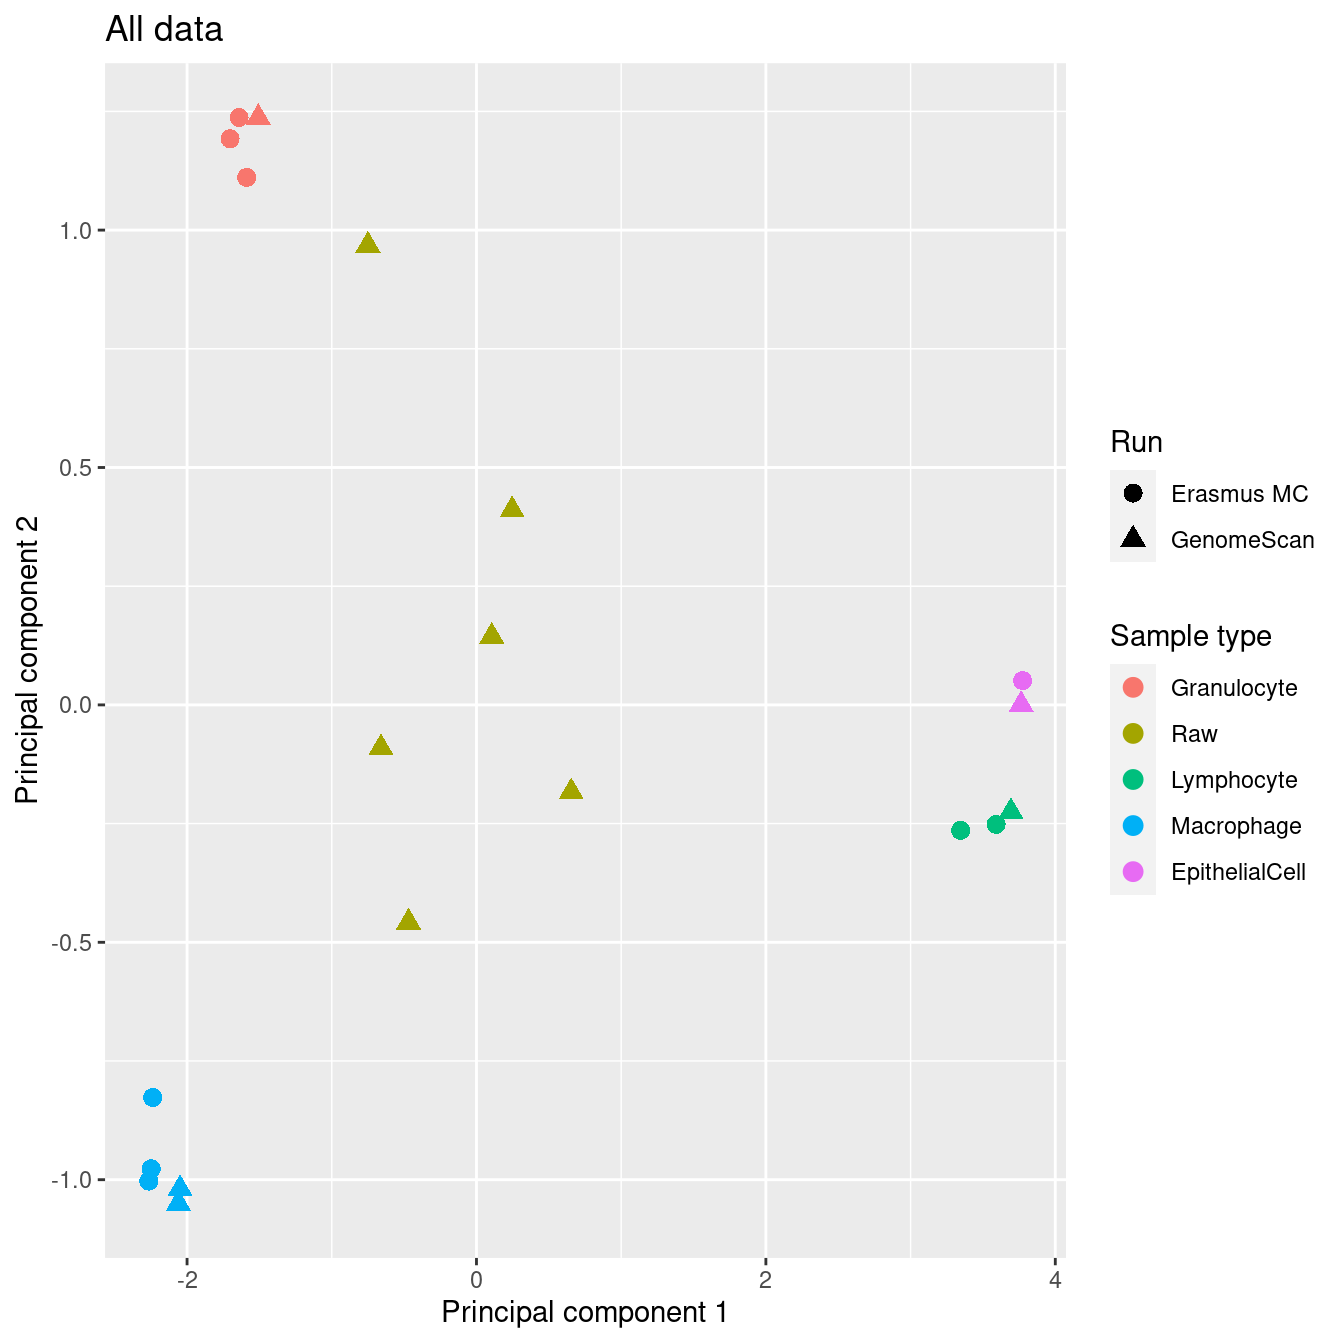 All data
Principal component 2
1.0
0.5
0.0
-0.5
-1.0
-2
0
2
4
Principal component 1
Run
Erasmus MC
GenomeScan
Sample type
Granulocyte
Raw
Lymphocyte
Macrophage
EpithelialCell